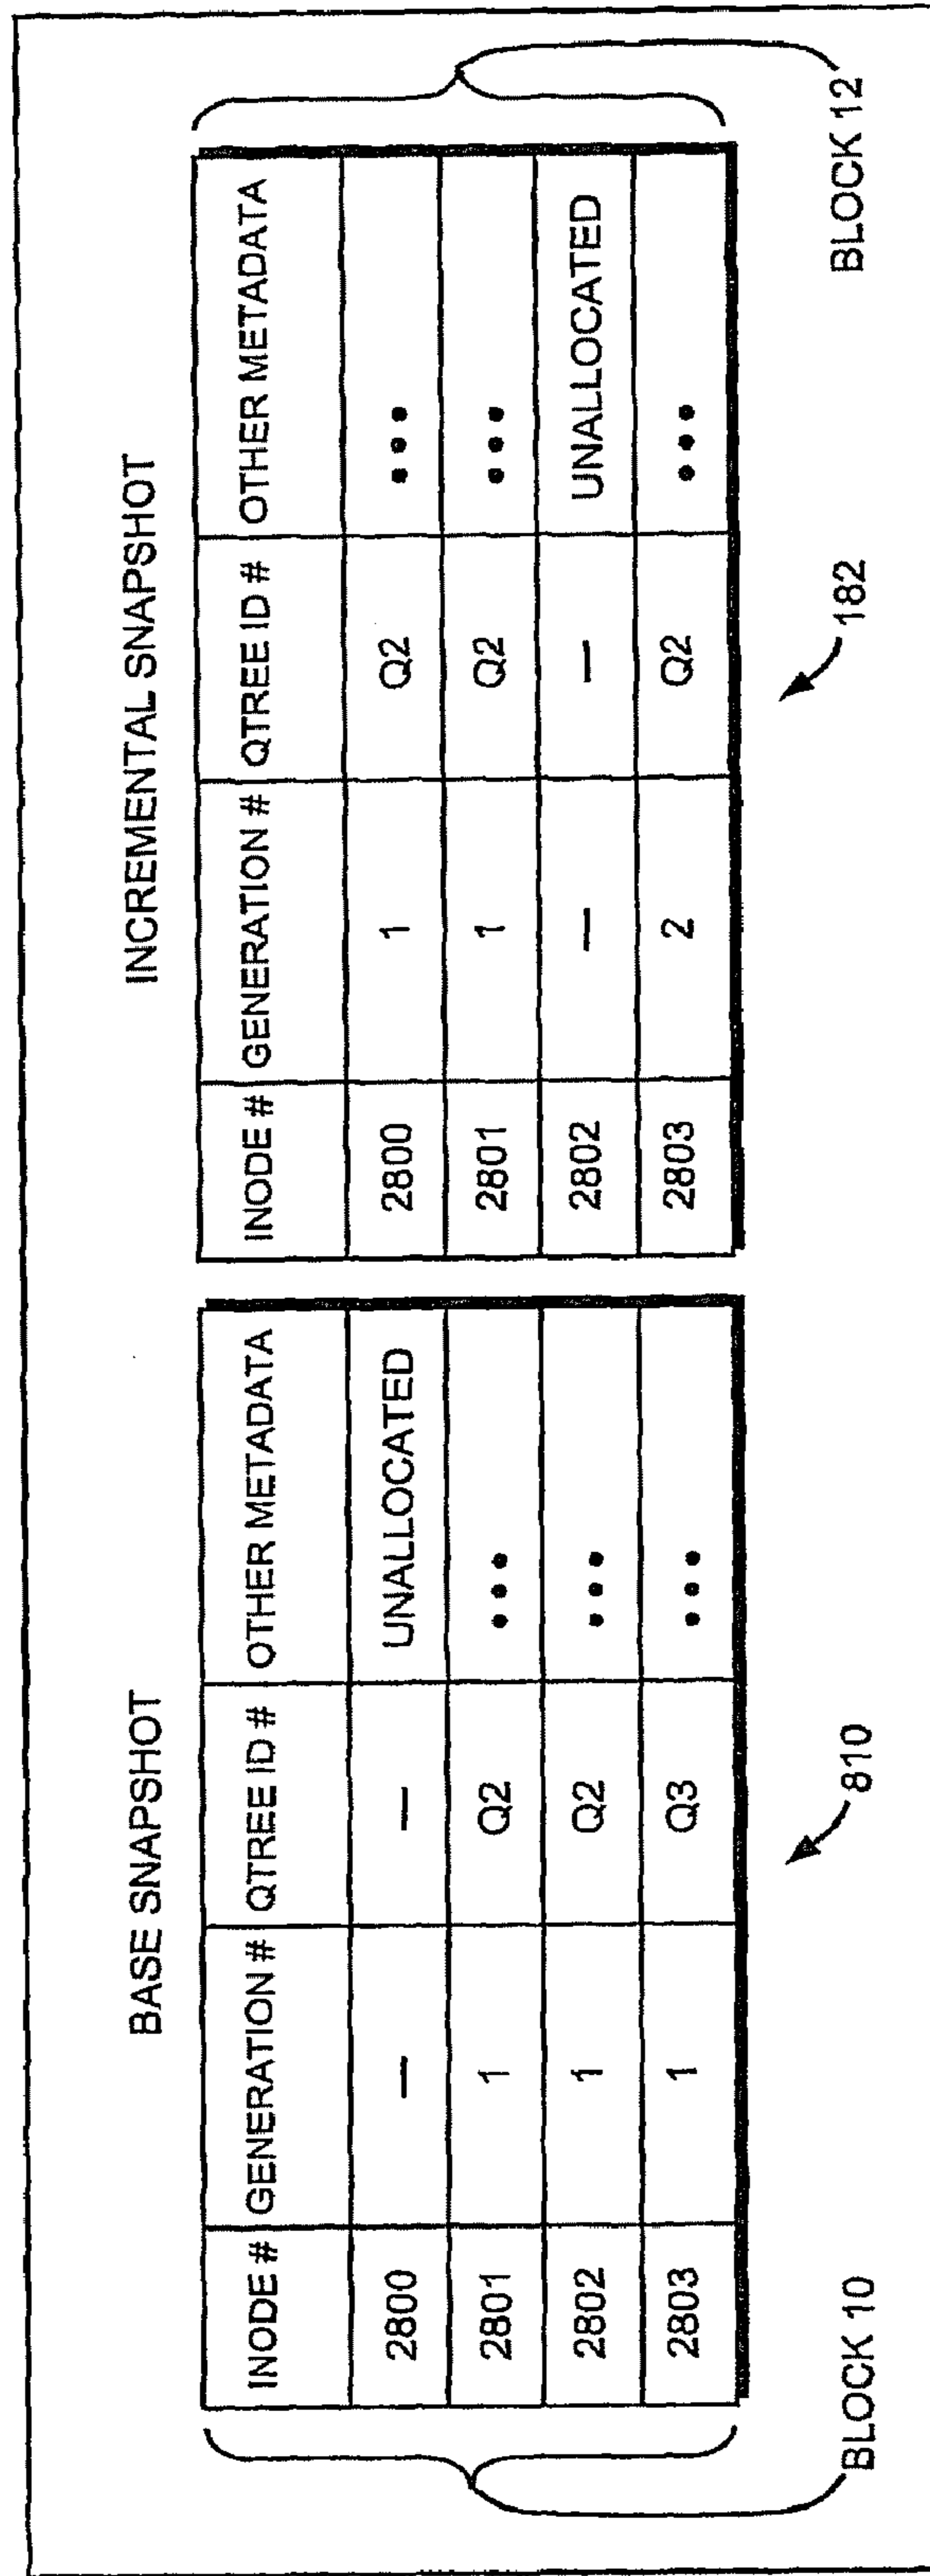 BASE SNAPSHOT
INODE # GENERATION # QTREE ID # OTHER METADATA
2800 — — UNALLOCATED
2801 1 Q2 •••
2802 1 Q2 •••
2803 1 Q3 •••
BLOCK 10
810
INCREMENTAL SNAPSHOT
INODE # GENERATION # QTREE ID # OTHER METADATA
2800 1 Q2 •••
2801 1 Q2 •••
2802 — — UNALLOCATED
2803 2 Q2 •••
182
BLOCK 12